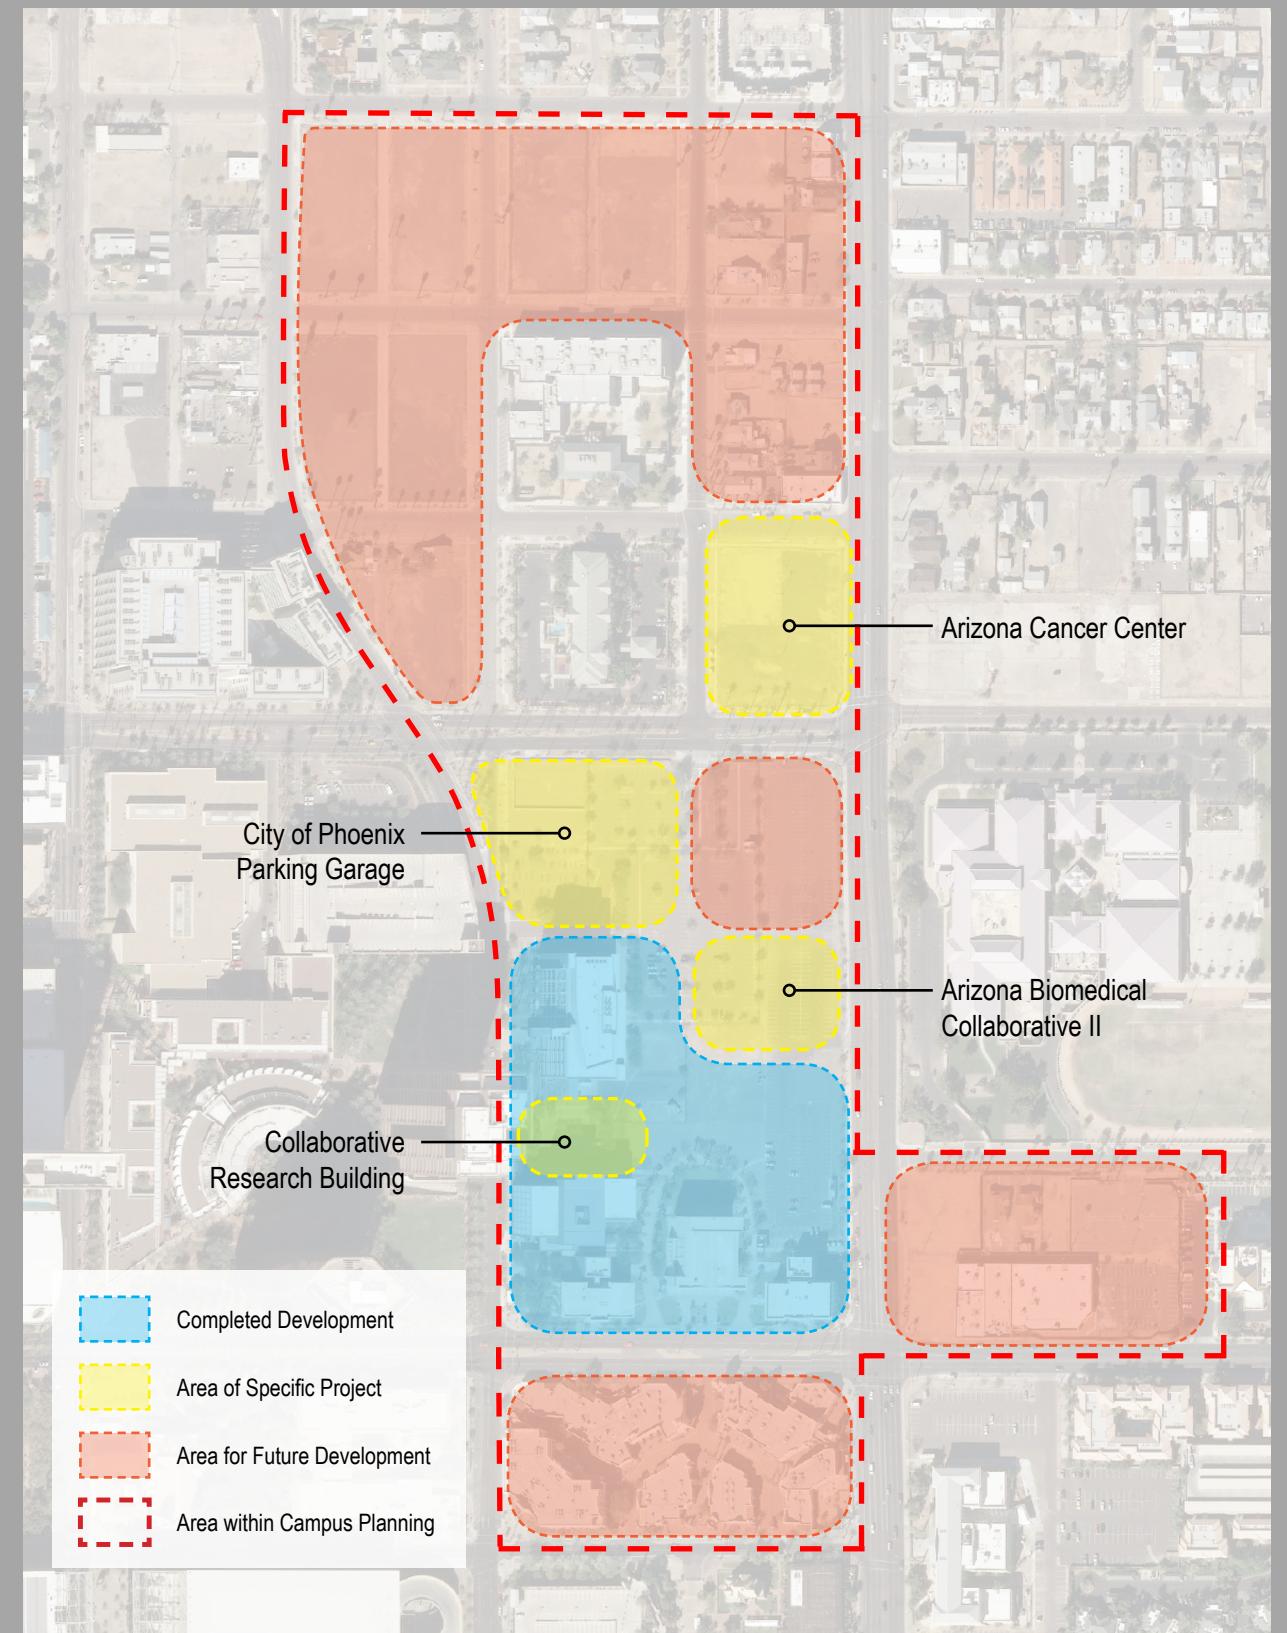 Arizona Cancer Center
City of Phoenix
Parking Garage
Arizona Biomedical
Collaborative II
Collaborative
Research Building
Completed Development
Area of Specific Project
Area for Future Development
Area within Campus Planning